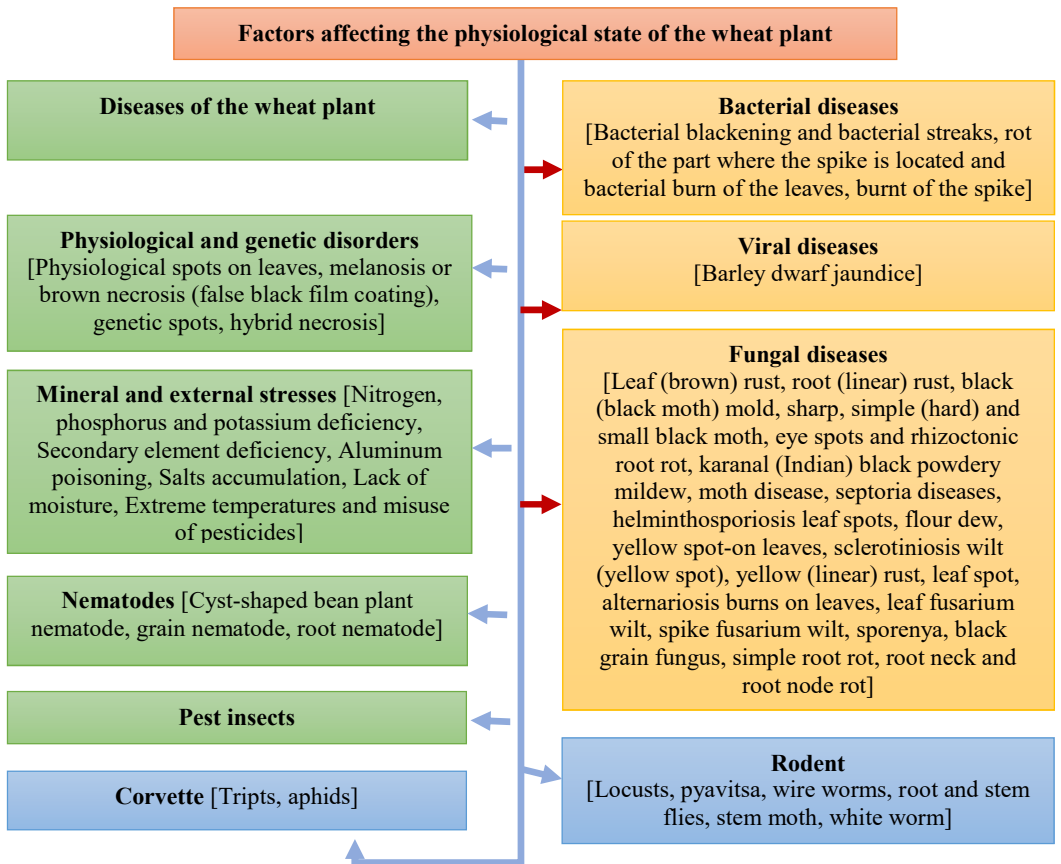 Factors affecting the physiological state of the wheat plant
Diseases of the wheat plant
Physiological and genetic disorders
[Physiological spots on leaves, melanosis or
brown necrosis (false black film coating),
genetic spots, hybrid necrosis]
Mineral and external stresses [Nitrogen,
phosphorus and potassium deficiency,
Secondary element deficiency, Aluminum
poisoning, Salts accumulation, Lack of
moisture, Extreme temperatures and misuse
of pesticides]
Nematodes [Cyst-shaped bean plant
nematode, grain nematode, root nematode]
Pest insects
Corvette [Tripts, aphids]
Bacterial diseases
[Bacterial blackening and bacterial streaks, rot
of the part where the spike is located and
bacterial burn of the leaves, burnt of the spike]
Viral diseases
[Barley dwarf jaundice]
Fungal diseases
[Leaf (brown) rust, root (linear) rust, black
(black moth) mold, sharp, simple (hard) and
small black moth, eye spots and rhizoctonic
root rot, karanal (Indian) black powdery
mildew, moth disease, septoria diseases,
helminthosporiosis leaf spots, flour dew,
yellow spot-on leaves, sclerotiniosis wilt
(yellow spot), yellow (linear) rust, leaf spot,
alternariosis burns on leaves, leaf fusarium
wilt, spike fusarium wilt, sporenya, black
grain fungus, simple root rot, root neck and
root node rot]
Rodent
[Locusts, pyavitsa, wire worms, root and stem
flies, stem moth, white worm]